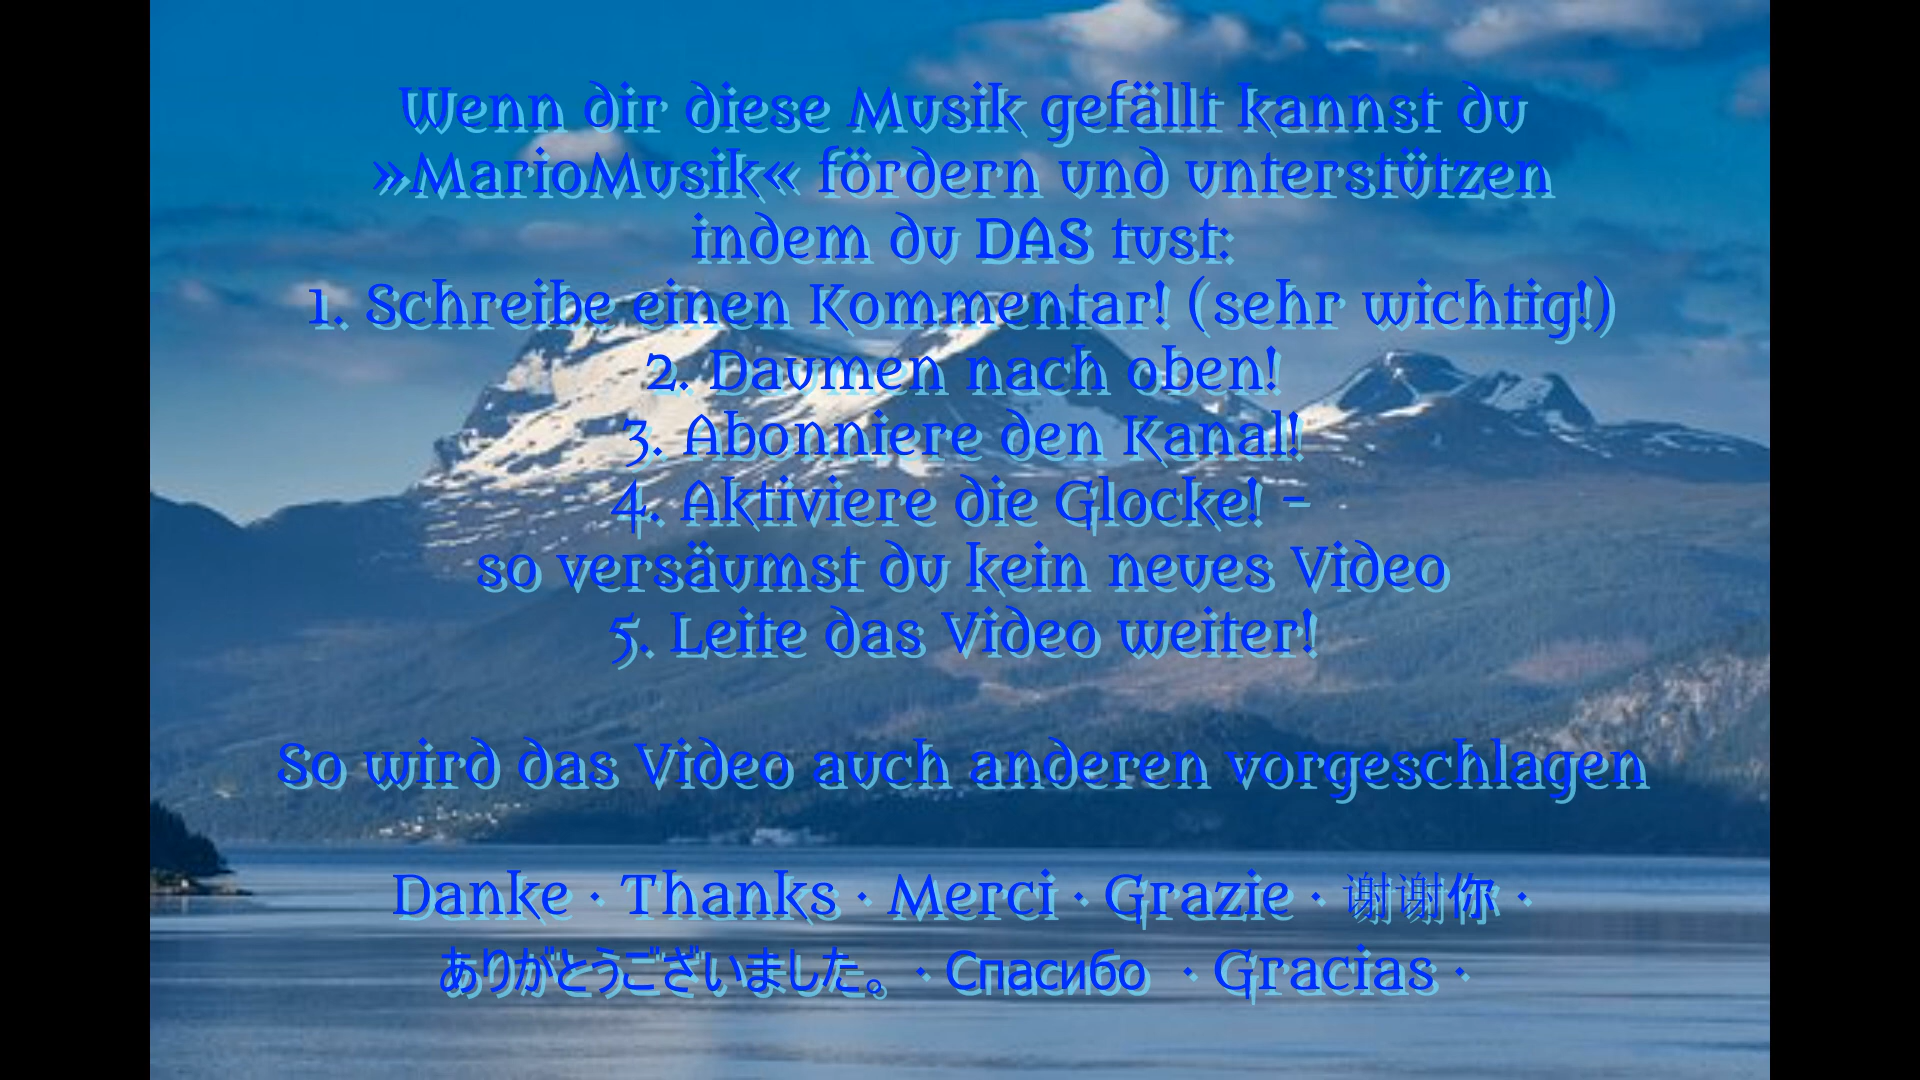 Wenn dir diese Musik gefällt kannst du
»MarioMusik« fördern und unterstützen
indem du DAS tust:
1. Schreibe einen Kommentar! (sehr wichtig!)
2. Daumen nach oben!
3. Abonniere den Kanal!
4. Aktiviere die Glocke! -
so versäumst du kein neues Video
5. Leite das Video weiter!
So wird das Video auch anderen vorgeschlagen
Danke · Thanks · Merci · Grazie · 谢谢你 ·
ありがとうございました。 · Спасибо · Gracias ·